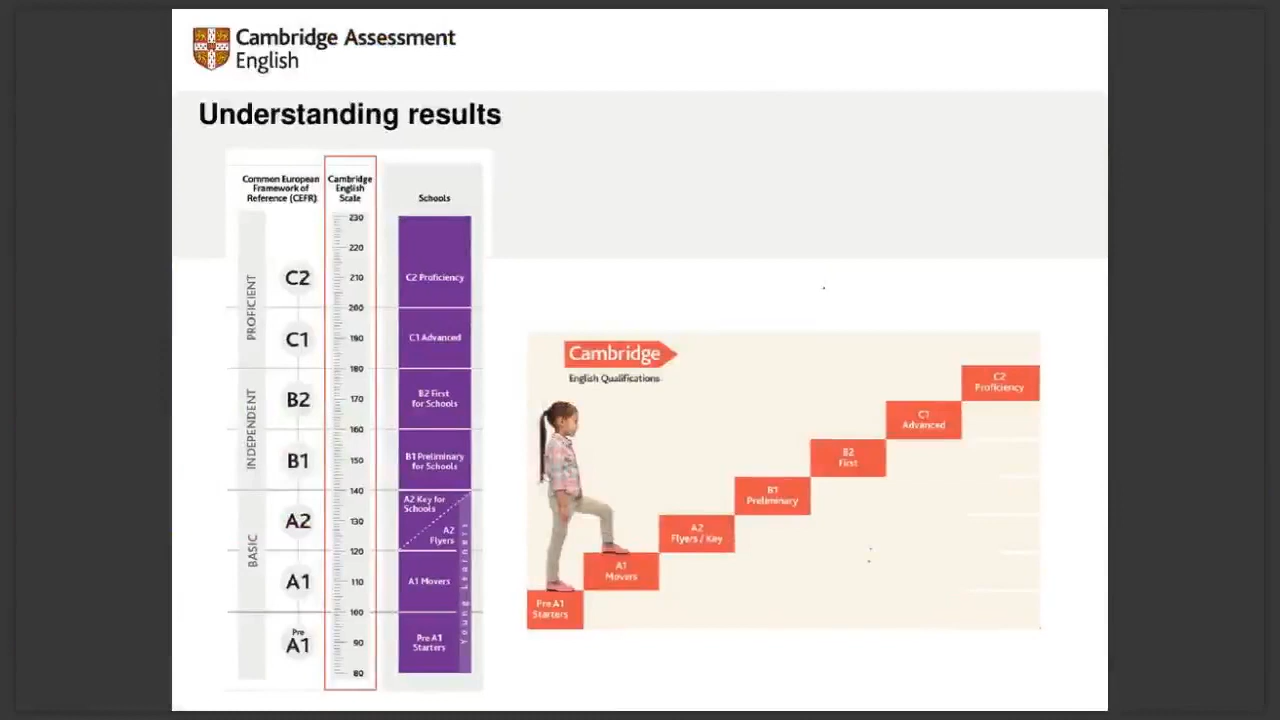 Cambridge Assessment
English
Understanding results
Common European
Framework of
Reference (CEFR)
Cambridge
English
Scale
Schools
PROFICIENT
INDEPENDENT
BASIC
C2
C1
B2
B1
A2
A1
Pre
A1
230
220
210
200
190
180
170
160
150
140
130
120
110
100
90
80
C2 Proficiency
C1 Advanced
B2 First
for Schools
B1 Preliminary
for Schools
A2 Key for
Schools
A2
Flyers
A1 Movers
Pre A1
Starters
Young Learners
Cambridge
English Qualifications
C2
Proficiency
C1
Advanced
B2
First
B1
Preliminary
A2
Flyers / Key
A1
Movers
Pre A1
Starters